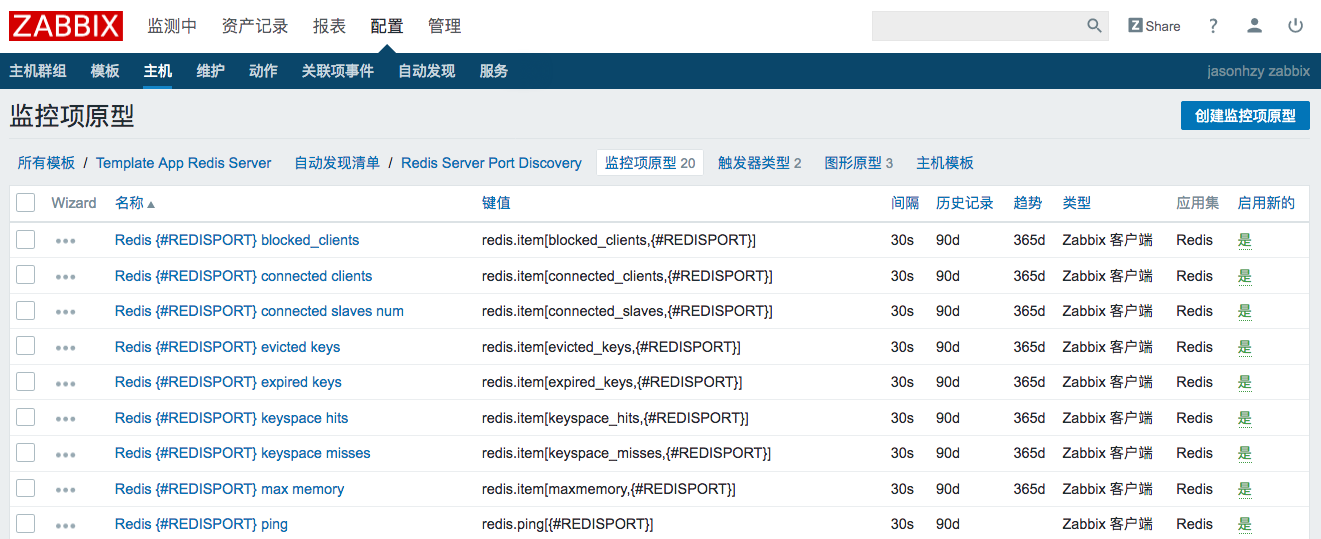 ZABBIX 监测中 资产记录 报表 配置 管理 Z Share ?
主机群组 模板 主机 维护 动作 关联项事件 自动发现 服务 jasonhzy zabbix
监控项原型 创建监控项原型
所有模板 / Template App Redis Server 自动发现清单 / Redis Server Port Discovery 监控项原型 20 触发器类型 2 图形原型 3 主机模板
Wizard 名称 键值 间隔 历史记录 趋势 类型 应用集 启用新的
Redis {#REDISPORT} blocked_clients redis.item[blocked_clients,{#REDISPORT}] 30s 90d 365d Zabbix 客户端 Redis 是
Redis {#REDISPORT} connected clients redis.item[connected_clients,{#REDISPORT}] 30s 90d 365d Zabbix 客户端 Redis 是
Redis {#REDISPORT} connected slaves num redis.item[connected_slaves,{#REDISPORT}] 30s 90d 365d Zabbix 客户端 Redis 是
Redis {#REDISPORT} evicted keys redis.item[evicted_keys,{#REDISPORT}] 30s 90d 365d Zabbix 客户端 Redis 是
Redis {#REDISPORT} expired keys redis.item[expired_keys,{#REDISPORT}] 30s 90d 365d Zabbix 客户端 Redis 是
Redis {#REDISPORT} keyspace hits redis.item[keyspace_hits,{#REDISPORT}] 30s 90d 365d Zabbix 客户端 Redis 是
Redis {#REDISPORT} keyspace misses redis.item[keyspace_misses,{#REDISPORT}] 30s 90d 365d Zabbix 客户端 Redis 是
Redis {#REDISPORT} max memory redis.item[maxmemory,{#REDISPORT}] 30s 90d 365d Zabbix 客户端 Redis 是
Redis {#REDISPORT} ping redis.ping[{#REDISPORT}] 30s 90d Zabbix 客户端 Redis 是